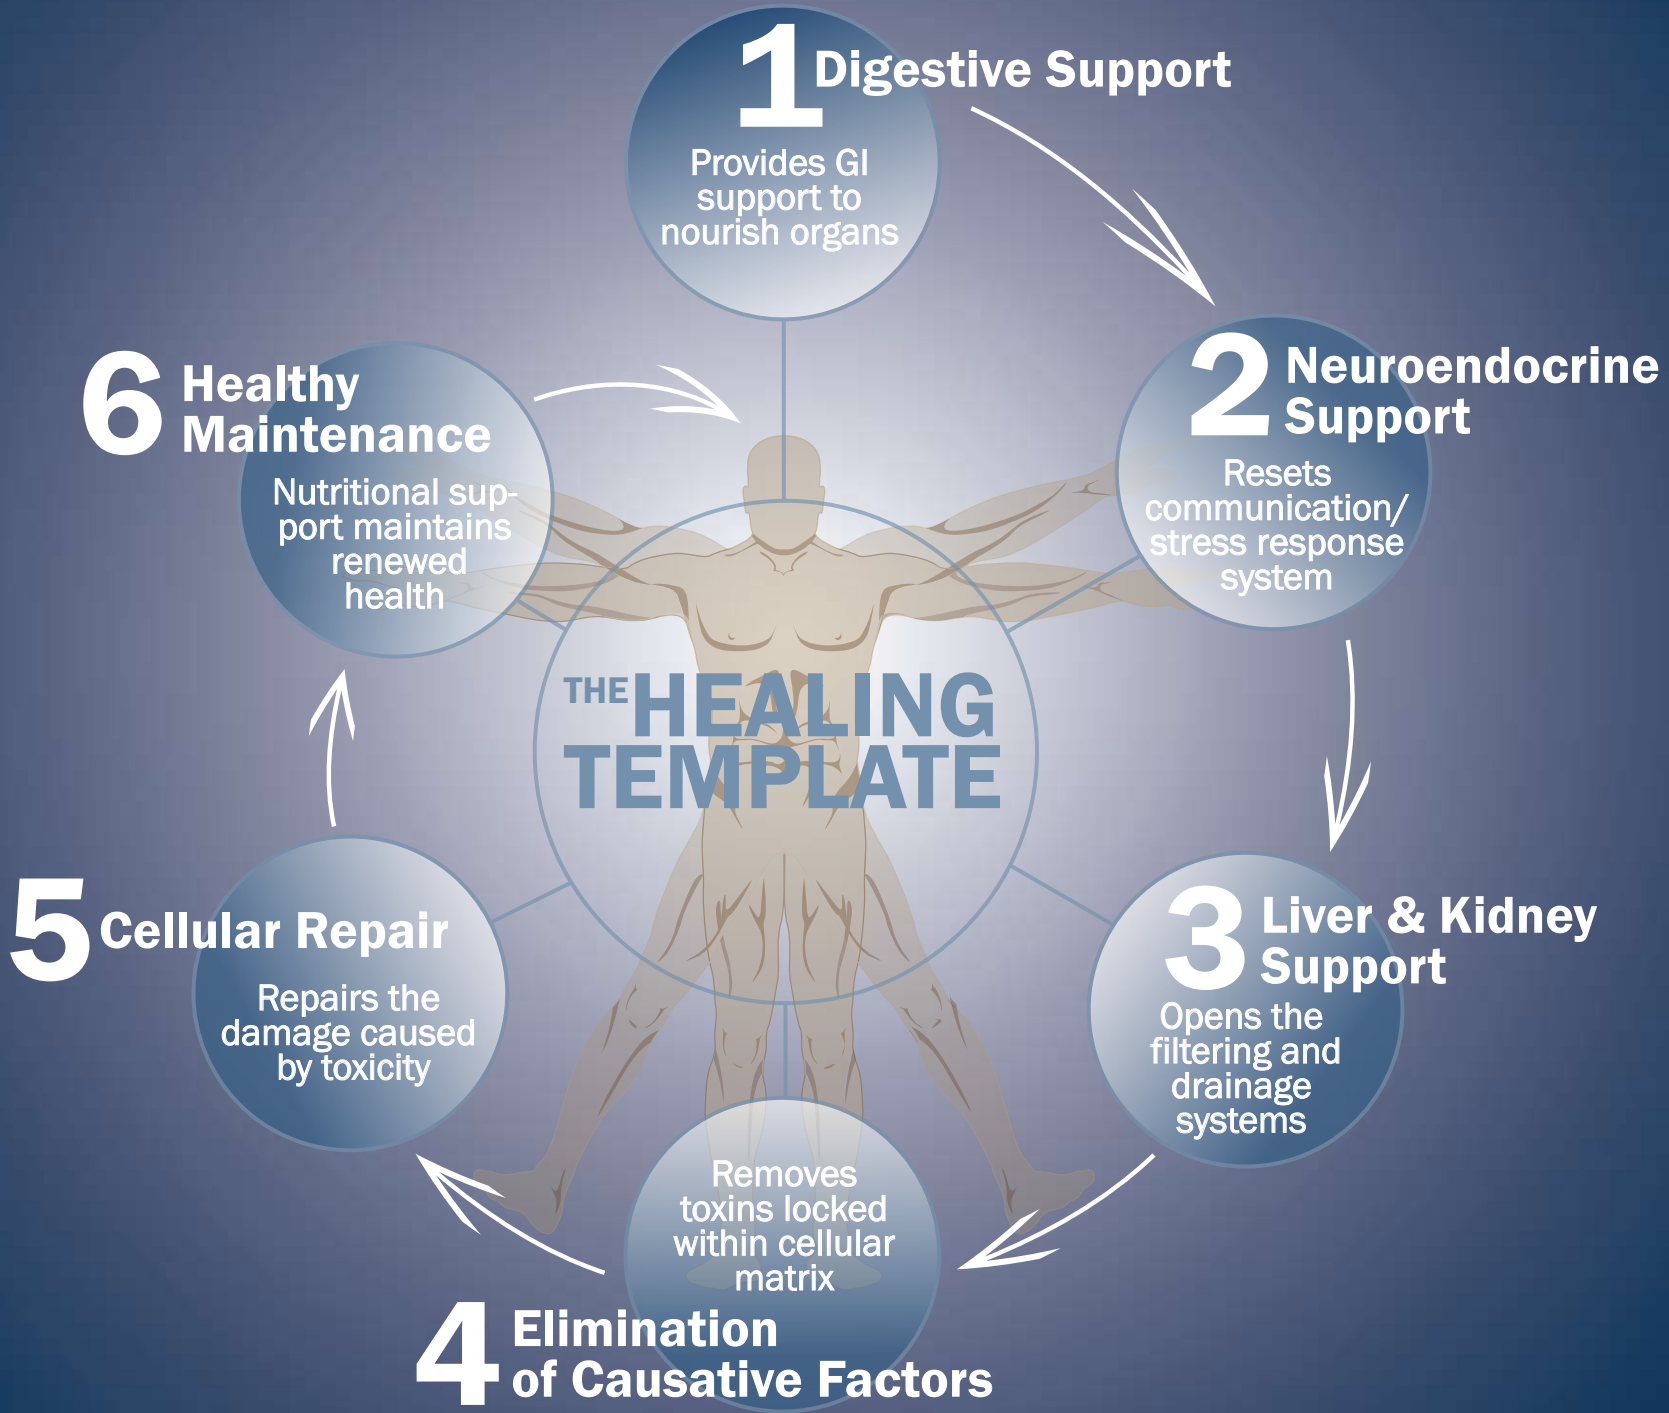 1 Digestive Support
Provides GI
support to
nourish organs
2 Neuroendocrine
Support
Resets
communication/
stress response
system
3 Liver & Kidney
Support
Opens the
filtering and
drainage
systems
4 Elimination
of Causative Factors
Removes
toxins locked
within cellular
matrix
5 Cellular Repair
Repairs the
damage caused
by toxicity
6 Healthy
Maintenance
Nutritional sup-
port maintains
renewed
health
THE HEALING
TEMPLATE